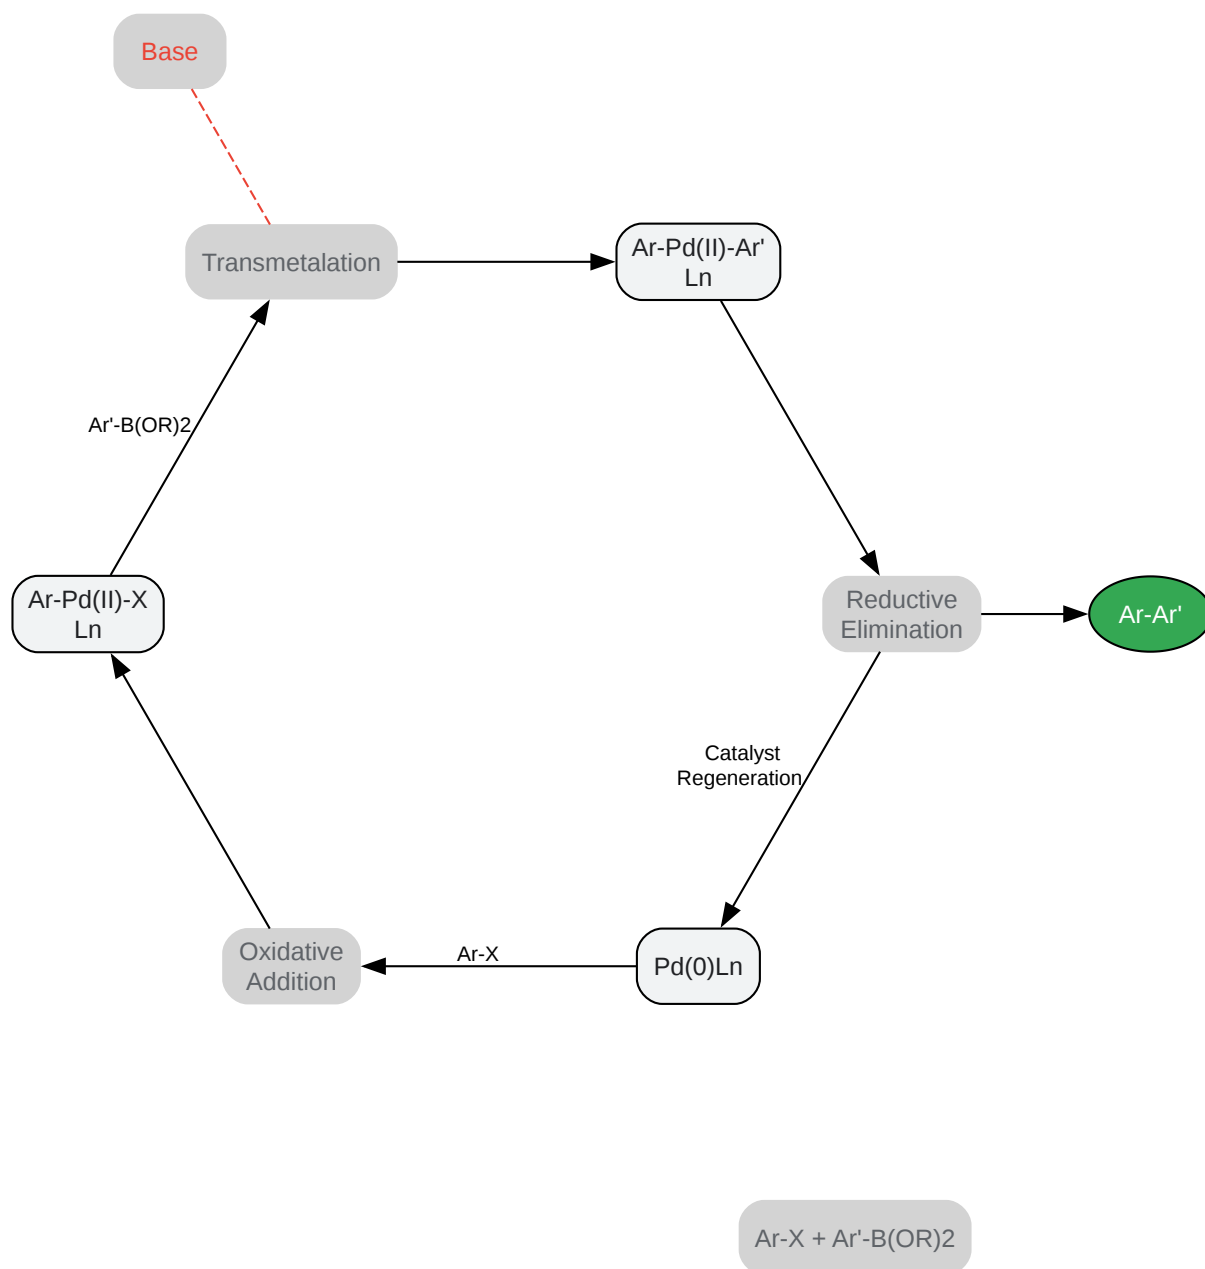 Base
Transmetalation
Ar-Pd(II)-Ar'
Ln
Ar'-B(OR)2
Ar-Pd(II)-X
Ln
Reductive
Elimination
Ar-Ar'
Catalyst
Regeneration
Oxidative
Addition
Ar-X
Pd(0)Ln
Ar-X + Ar'-B(OR)2